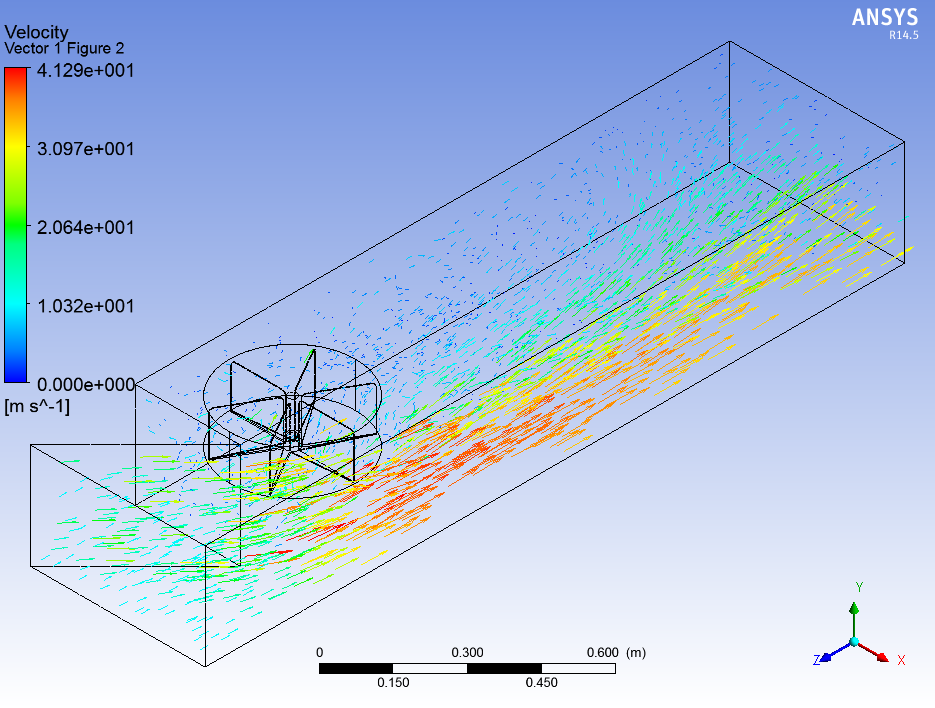 ANSYS
R14.5
Velocity
Vector 1 Figure 2
4.129e+001
3.097e+001
2.064e+001
1.032e+001
0.000e+000
[m s^-1]
0 0.300 0.600 (m)
0.150 0.450
Y
Z X